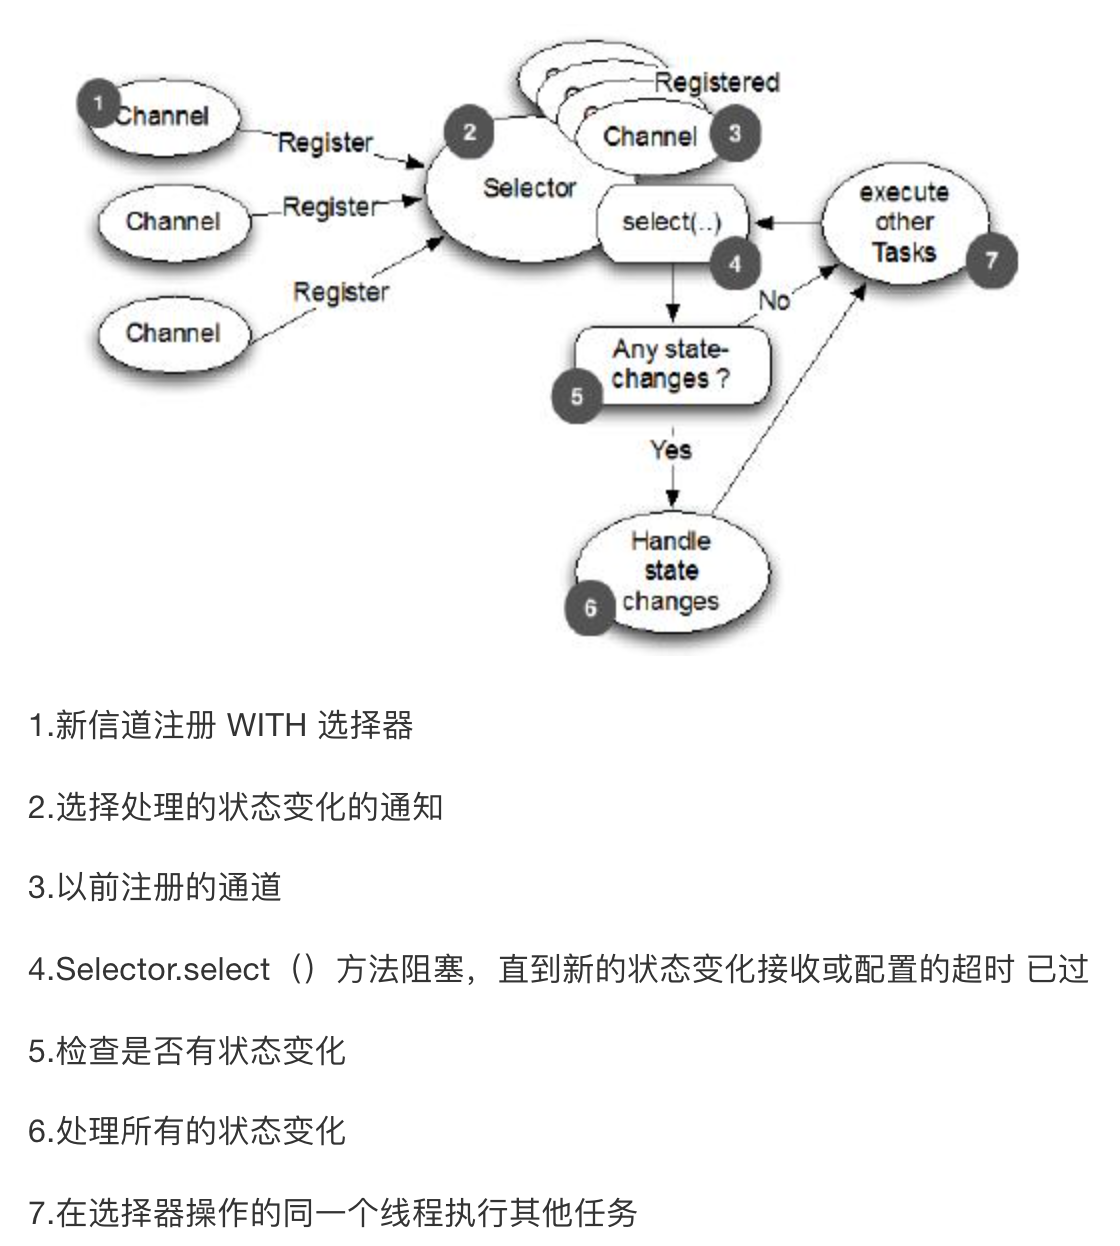 Registered
1
Channel
Register
2
Channel
3
Selector
execute
other
Tasks
7
Channel
Register
select(..)
4
Register
No
Channel
Any state-
changes ?
5
Yes
Handle
state
changes
6
1.新信道注册 WITH 选择器
2.选择处理的状态变化的通知
3.以前注册的通道
4.Selector.select（）方法阻塞，直到新的状态变化接收或配置的超时 已过
5.检查是否有状态变化
6.处理所有的状态变化
7.在选择器操作的同一个线程执行其他任务